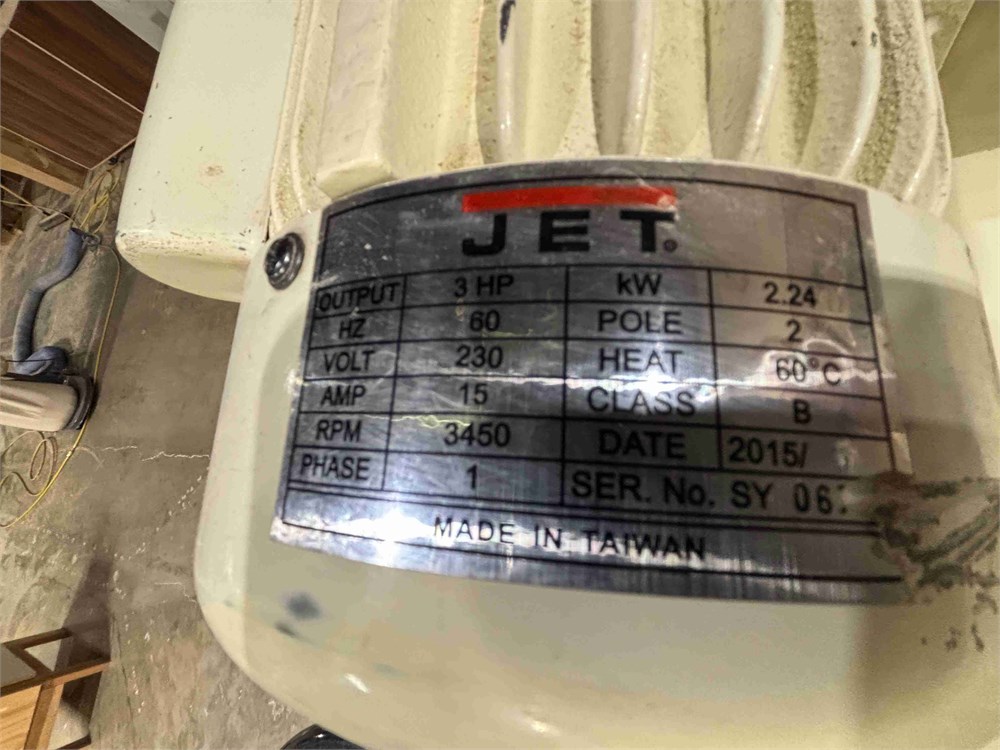 JET®
OUTPUT 3 HP kW 2.24
HZ 60 POLE 2
VOLT 230 HEAT 60°C
AMP 15 CLASS B
RPM 3450 DATE 2015/
PHASE 1 SER. No. SY 06
MADE IN TAIWAN